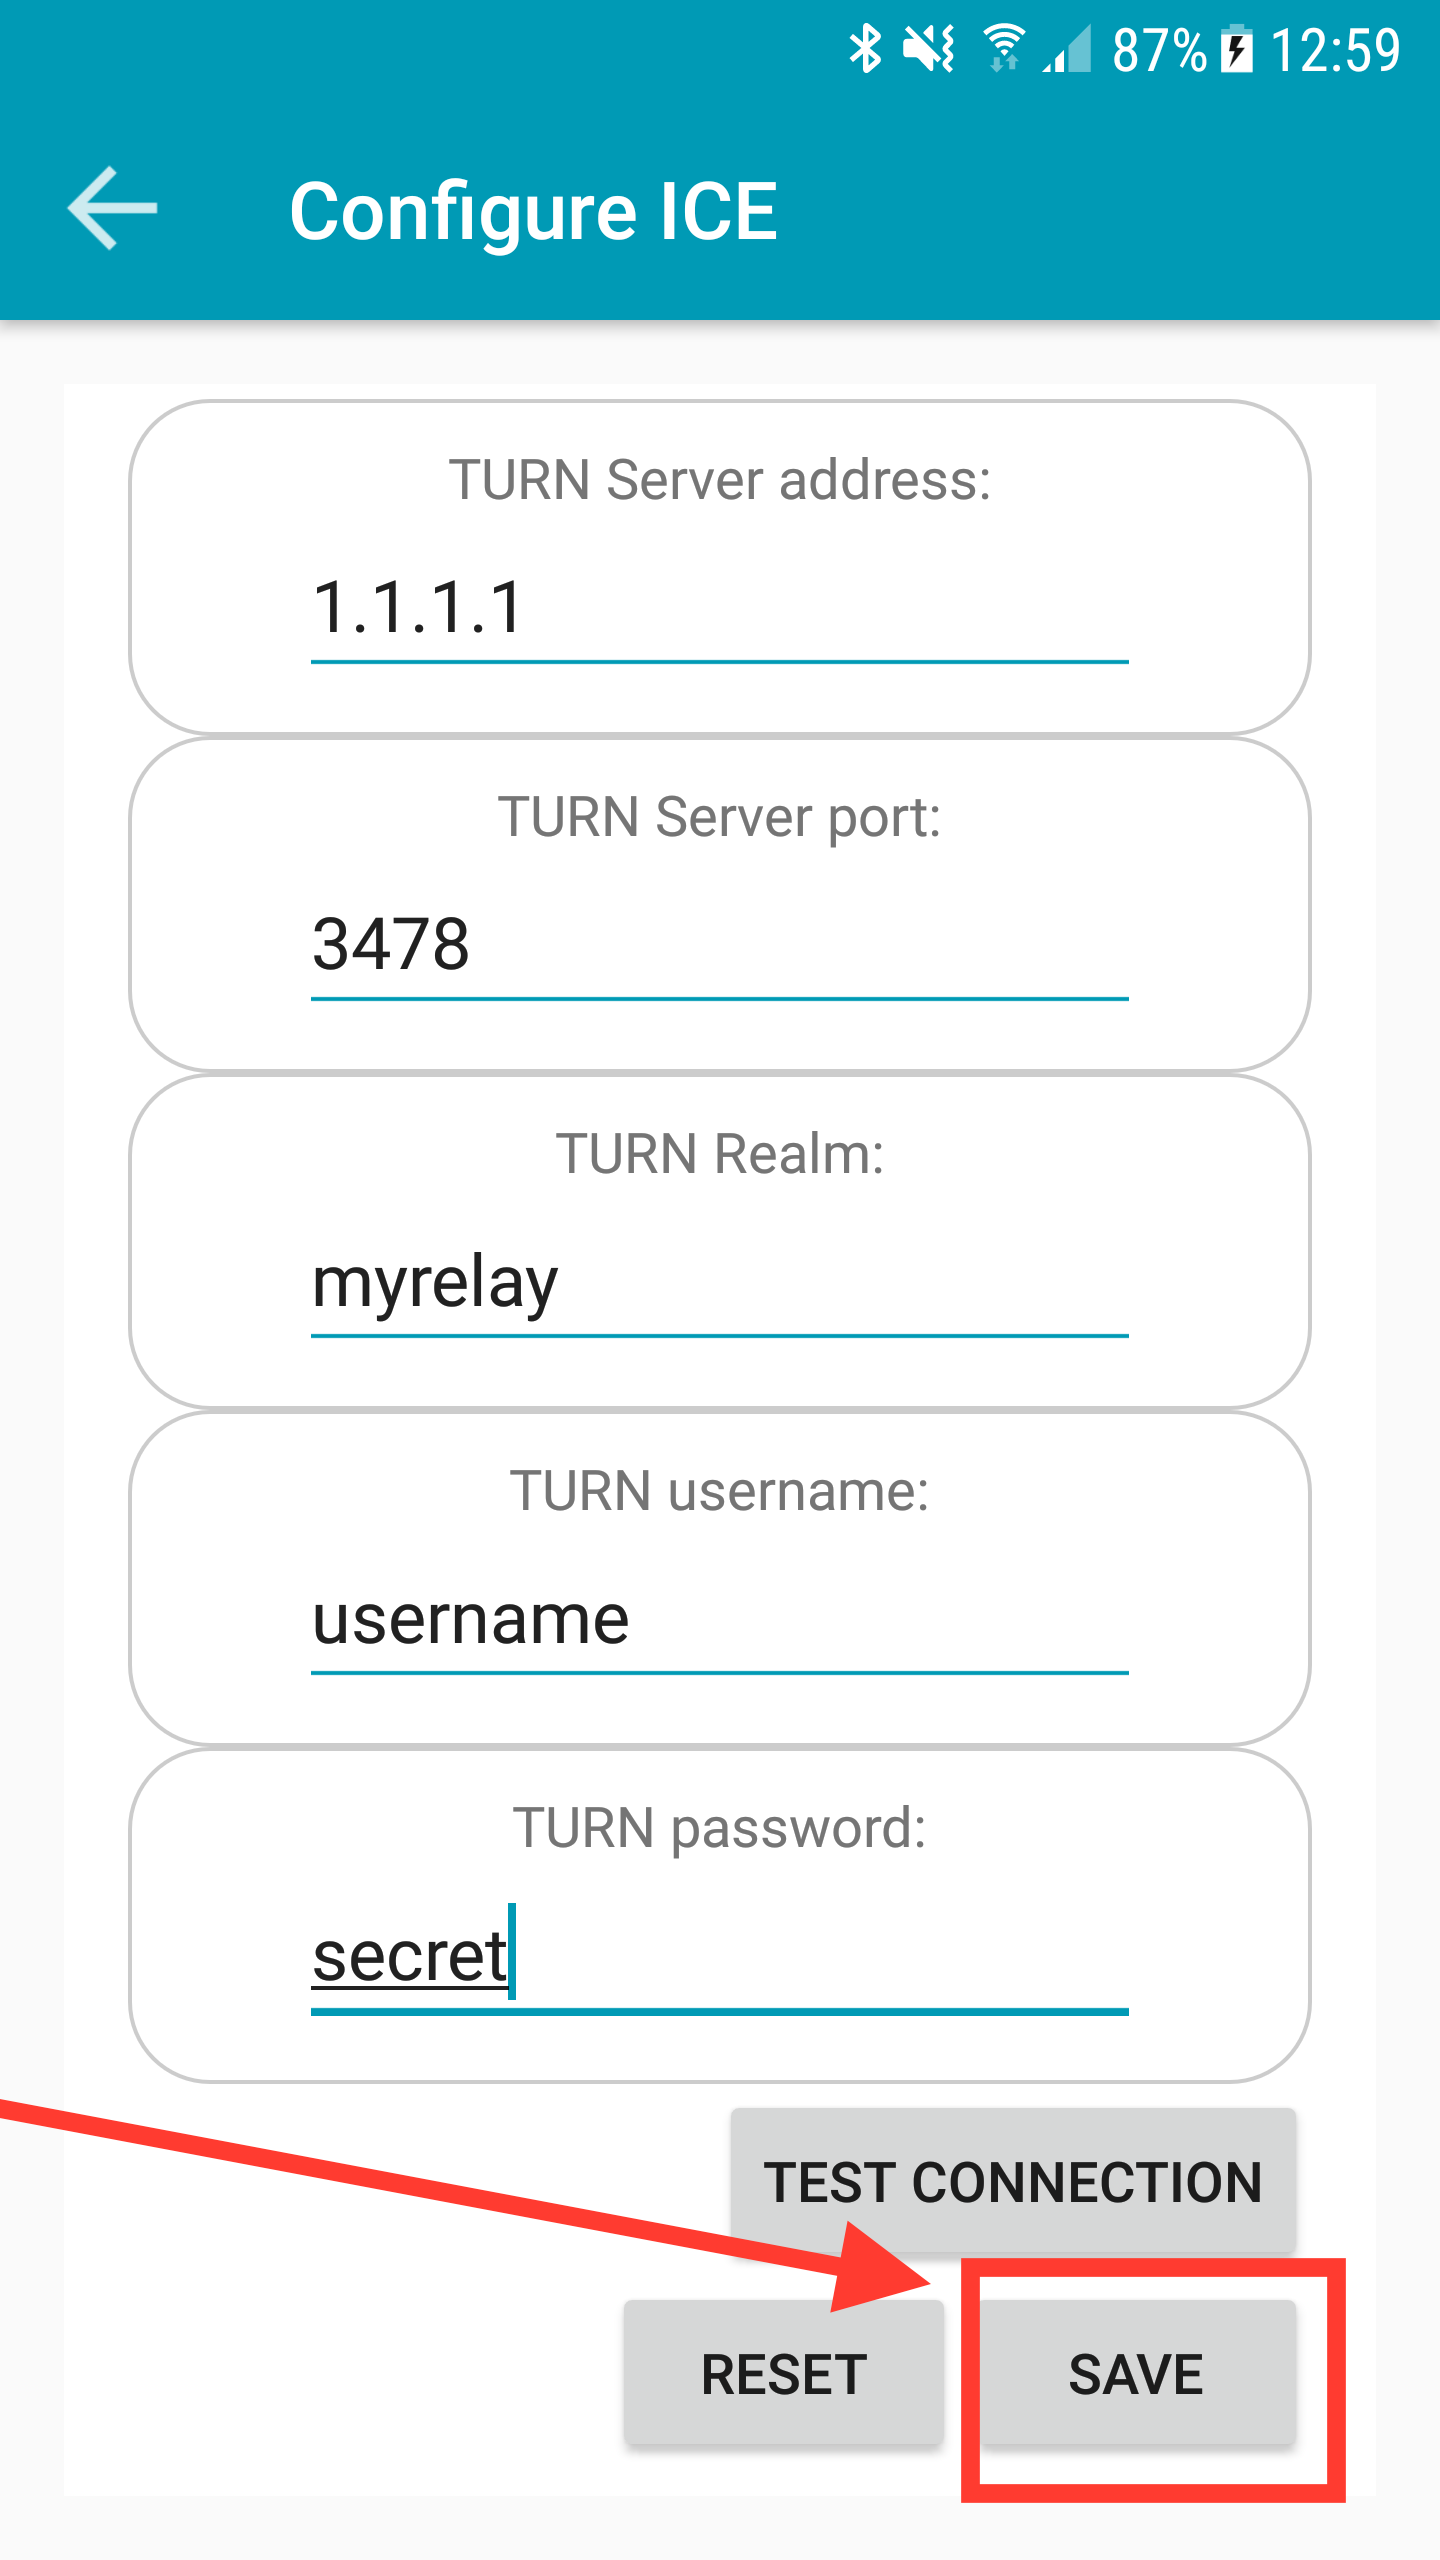 87% 12:59
Configure ICE
TURN Server address:
1.1.1.1
TURN Server port:
3478
TURN Realm:
myrelay
TURN username:
username
TURN password:
secret
TEST CONNECTION
RESET SAVE